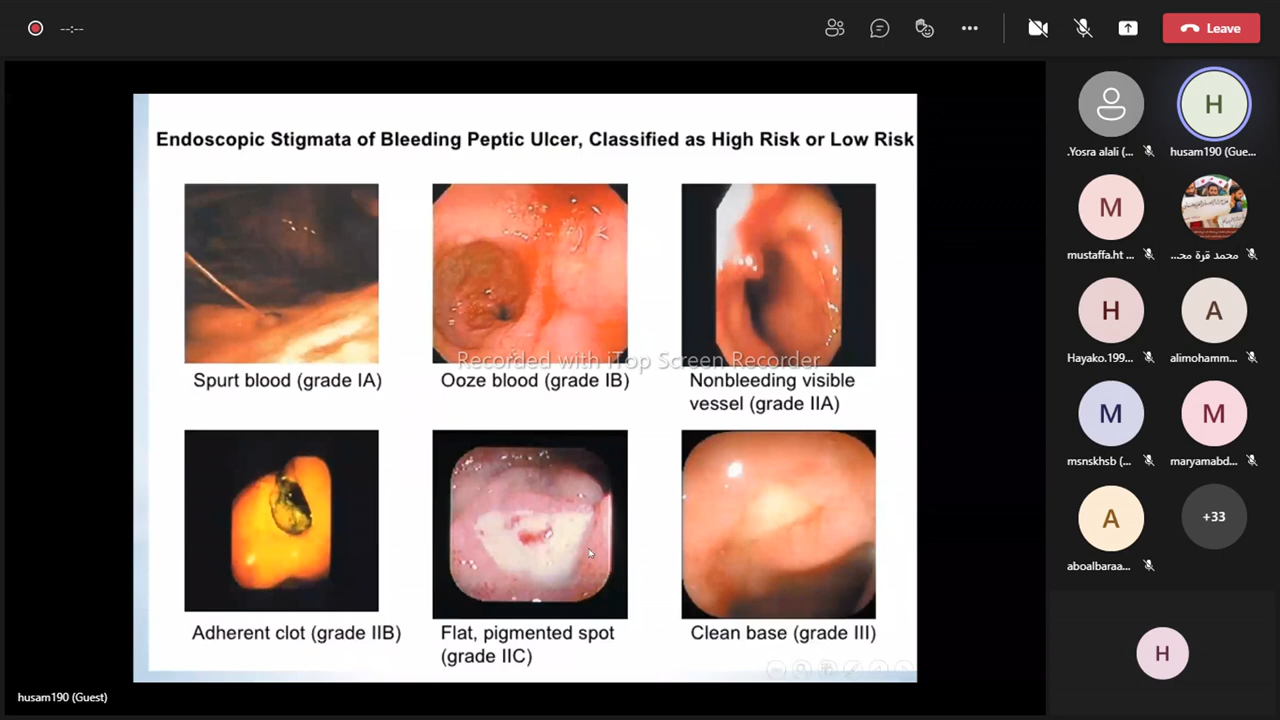 --:--
Leave
Endoscopic Stigmata of Bleeding Peptic Ulcer, Classified as High Risk or Low Risk
Recorded with iTop Screen Recorder
Spurt blood (grade IA)
Ooze blood (grade IB)
Nonbleeding visible
vessel (grade IIA)
Adherent clot (grade IIB)
Flat, pigmented spot
(grade IIC)
Clean base (grade III)
husam190 (Guest)
H
.Yosra alali (...
husam190 (Gue...
M
mustaffa.ht ...
محمد قرة مح...
H
A
Hayako.199...
alimohamm...
M
M
msnskhsb (...
maryamabd...
A
+33
aboalbaraa...
H